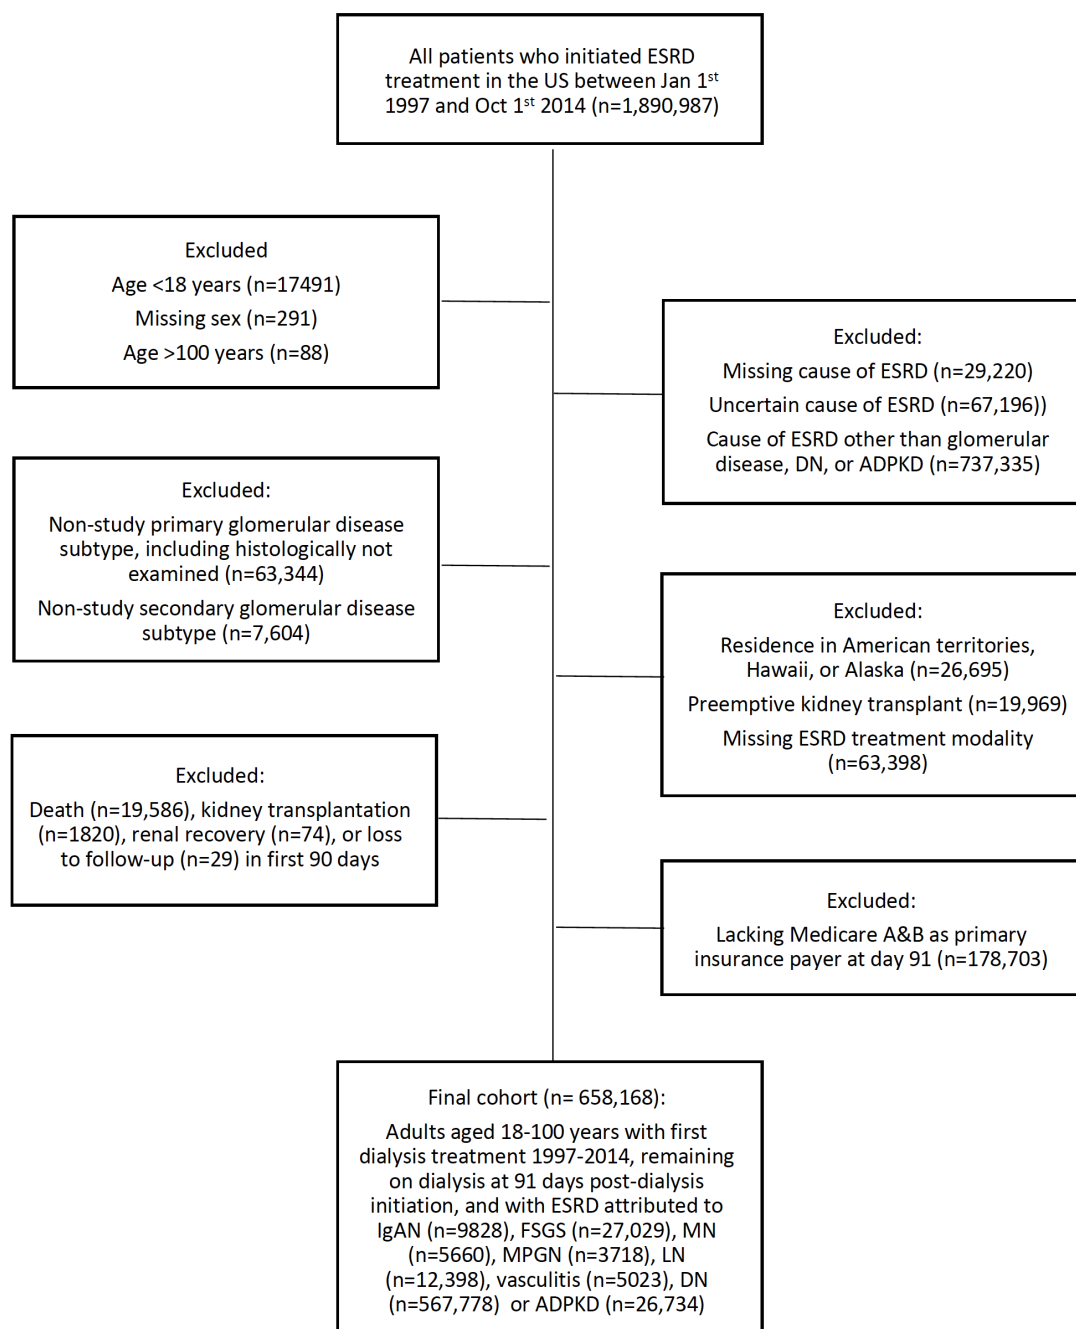 All patients who initiated ESRD
treatment in the US between Jan 1st
1997 and Oct 1st 2014 (n=1,890,987)
Excluded
Age <18 years (n=17491)
Missing sex (n=291)
Age >100 years (n=88)
Excluded:
Missing cause of ESRD (n=29,220)
Uncertain cause of ESRD (n=67,196))
Cause of ESRD other than glomerular
disease, DN, or ADPKD (n=737,335)
Excluded:
Non-study primary glomerular disease
subtype, including histologically not
examined (n=63,344)
Non-study secondary glomerular disease
subtype (n=7,604)
Excluded:
Residence in American territories,
Hawaii, or Alaska (n=26,695)
Preemptive kidney transplant (n=19,969)
Missing ESRD treatment modality
(n=63,398)
Excluded:
Death (n=19,586), kidney transplantation
(n=1820), renal recovery (n=74), or loss
to follow-up (n=29) in first 90 days
Excluded:
Lacking Medicare A&B as primary
insurance payer at day 91 (n=178,703)
Final cohort (n= 658,168):
Adults aged 18-100 years with first
dialysis treatment 1997-2014, remaining
on dialysis at 91 days post-dialysis
initiation, and with ESRD attributed to
IgAN (n=9828), FSGS (n=27,029), MN
(n=5660), MPGN (n=3718), LN
(n=12,398), vasculitis (n=5023), DN
(n=567,778) or ADPKD (n=26,734)